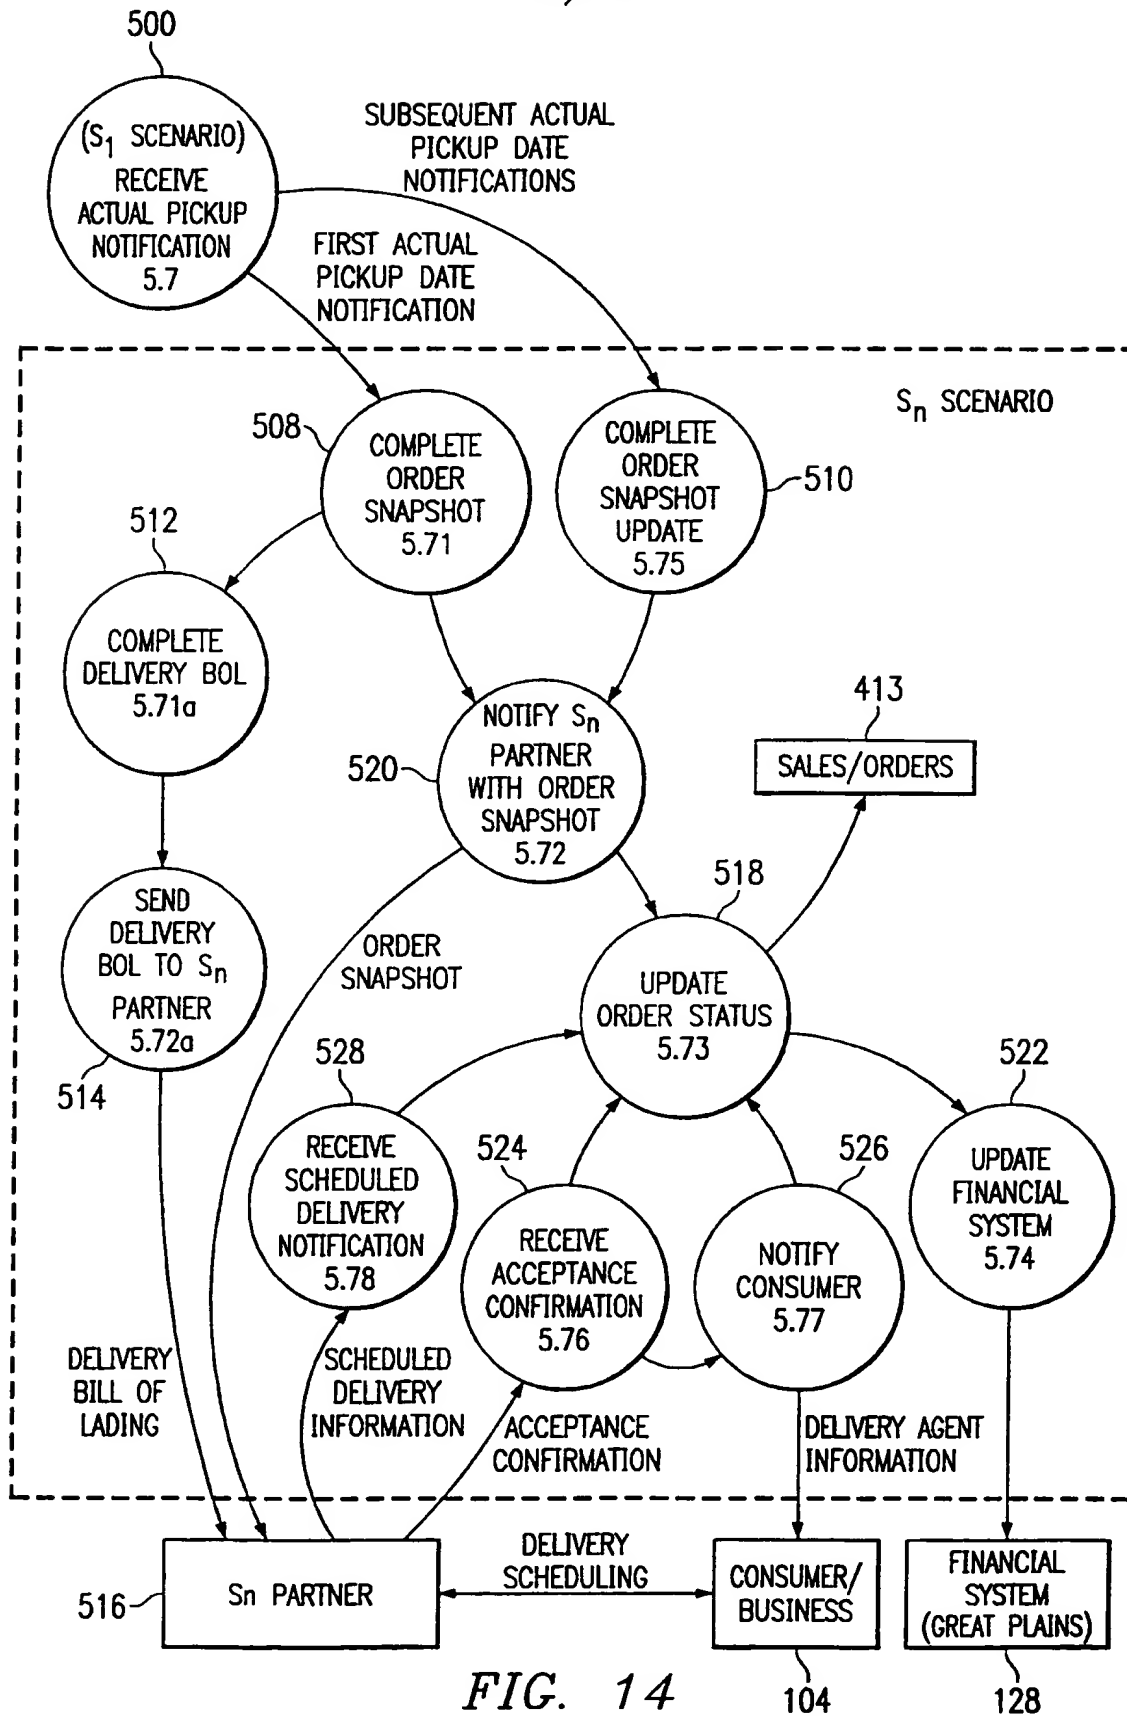 500
(S1 SCENARIO)
RECEIVE
ACTUAL PICKUP
NOTIFICATION
5.7
SUBSEQUENT ACTUAL
PICKUP DATE
NOTIFICATIONS
FIRST ACTUAL
PICKUP DATE
NOTIFICATION
Sn SCENARIO
508
COMPLETE
ORDER
SNAPSHOT
5.71
COMPLETE
ORDER
SNAPSHOT
UPDATE
5.75
510
512
COMPLETE
DELIVERY BOL
5.71a
520
NOTIFY Sn
PARTNER
WITH ORDER
SNAPSHOT
5.72
413
SALES/ORDERS
SEND
DELIVERY
BOL TO Sn
PARTNER
5.72a
514
ORDER
SNAPSHOT
518
UPDATE
ORDER STATUS
5.73
528
RECEIVE
SCHEDULED
DELIVERY
NOTIFICATION
5.78
524
RECEIVE
ACCEPTANCE
CONFIRMATION
5.76
526
NOTIFY
CONSUMER
5.77
522
UPDATE
FINANCIAL
SYSTEM
5.74
DELIVERY
BILL OF
LADING
SCHEDULED
DELIVERY
INFORMATION
ACCEPTANCE
CONFIRMATION
DELIVERY AGENT
INFORMATION
516
Sn PARTNER
DELIVERY
SCHEDULING
CONSUMER/
BUSINESS
104
FINANCIAL
SYSTEM
(GREAT PLAINS)
128
FIG. 14